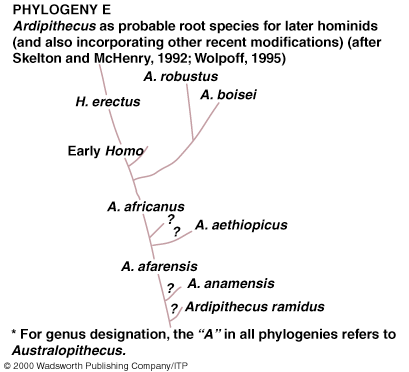 PHYLOGENY E
Ardipithecus as probable root species for later hominids
(and also incorporating other recent modifications) (after
Skelton and McHenry, 1992; Wolpoff, 1995)
A. robustus
A. boisei
H. erectus
Early Homo
A. africanus
?
?
A. aethiopicus
A. afarensis
A. anamensis
?
?
Ardipithecus ramidus
* For genus designation, the “A” in all phylogenies refers to
Australopithecus.
© 2000 Wadsworth Publishing Company/ITP